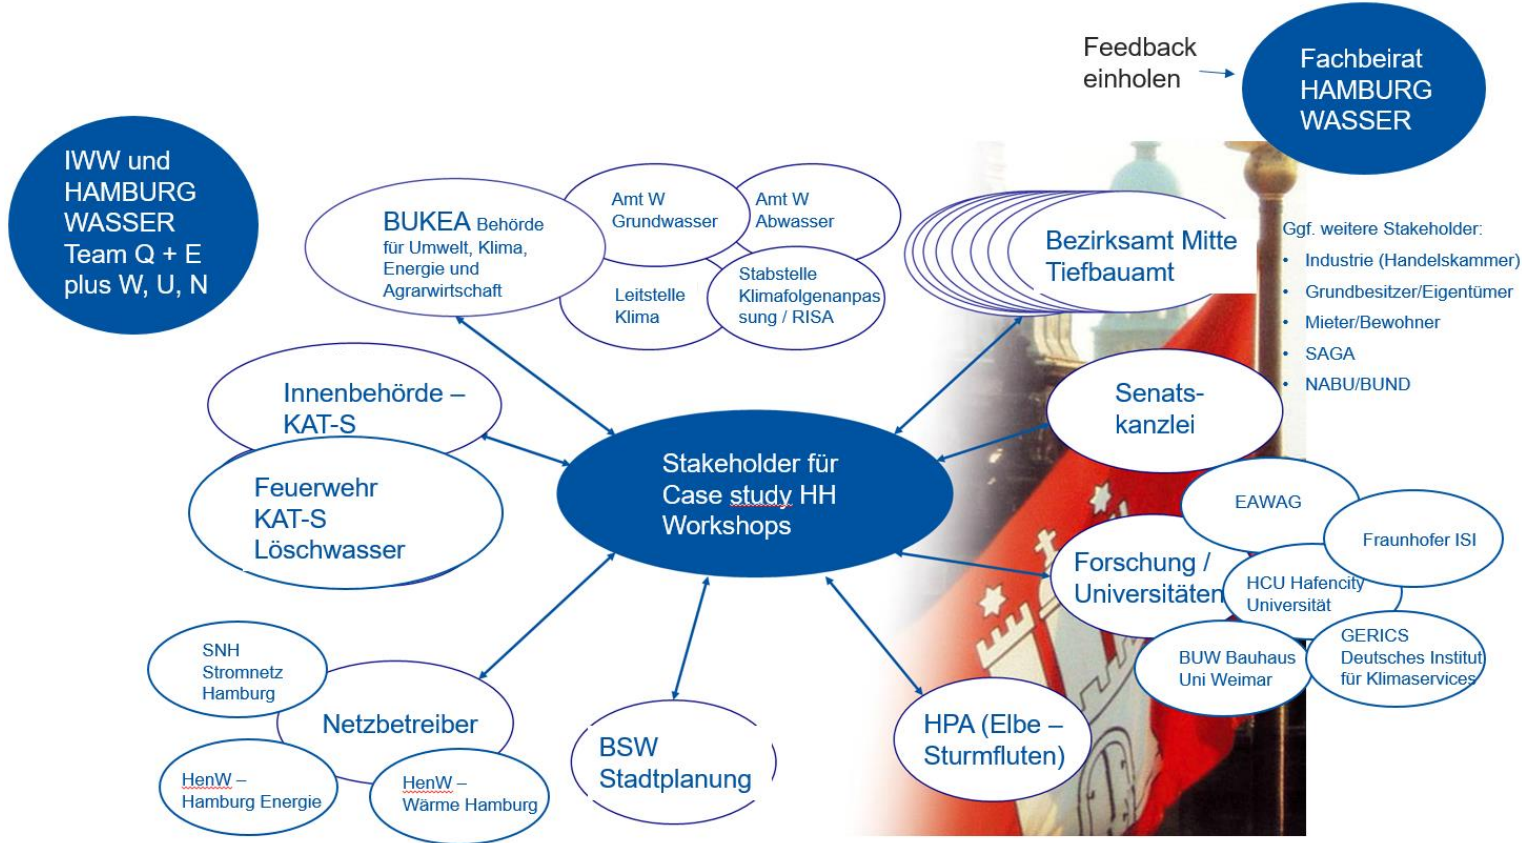 Feedback
einholen
Fachbeirat
HAMBURG
WASSER
IWW und
HAMBURG
WASSER
Team Q + E
plus W, U, N
BUKEA Behörde
für Umwelt, Klima,
Energie und
Agrarwirtschaft
Amt W
Grundwasser
Amt W
Abwasser
Leitstelle
Klima
Stabstelle
Klimafolgenanpas
sung / RISA
Bezirksamt Mitte
Tiefbauamt
Ggf. weitere Stakeholder:
• Industrie (Handelskammer)
• Grundbesitzer/Eigentümer
• Mieter/Bewohner
• SAGA
• NABU/BUND
Innenbehörde –
KAT-S
Feuerwehr
KAT-S
Löschwasser
Stakeholder für
Case study HH
Workshops
Senats-
kanzlei
EAWAG
Fraunhofer ISI
Forschung /
Universitäten
HCU Hafencity
Universität
BUW Bauhaus
Uni Weimar
GERICS
Deutsches Institut
für Klimaservices
SNH
Stromnetz
Hamburg
Netzbetreiber
HenW –
Hamburg Energie
HenW –
Wärme Hamburg
BSW
Stadtplanung
HPA (Elbe –
Sturmfluten)